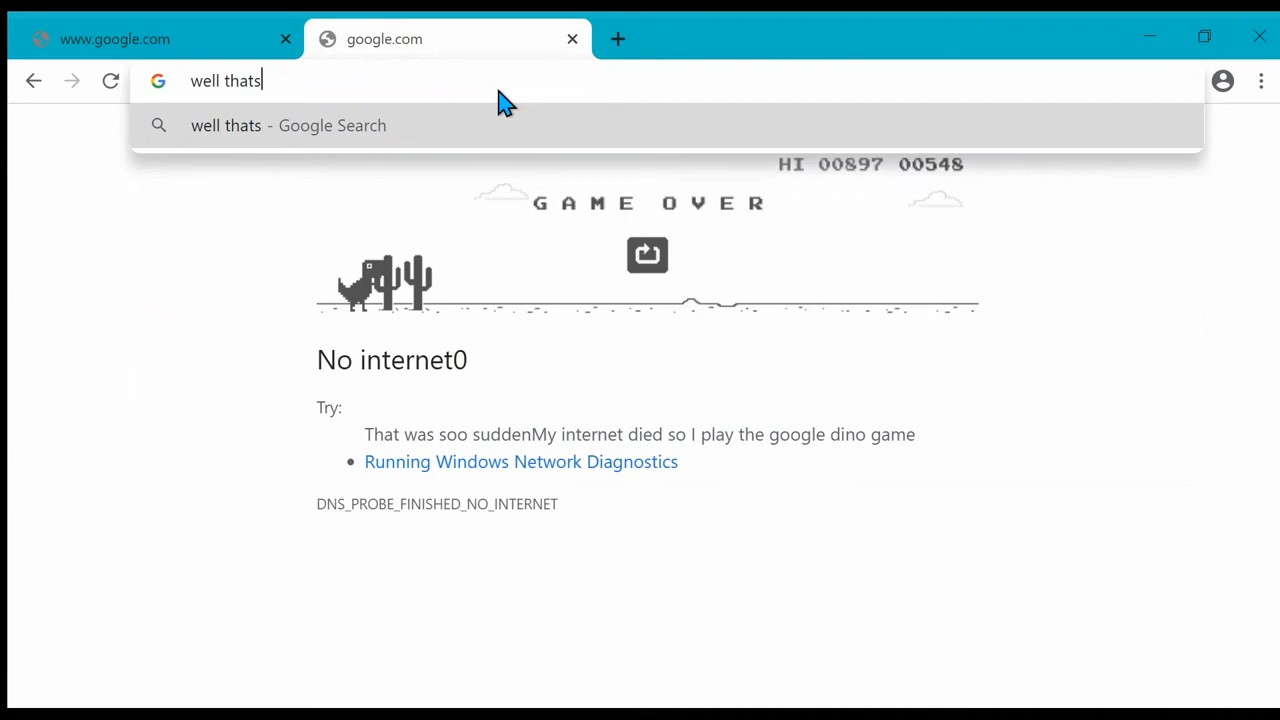 www.google.com
google.com
well thats
well thats - Google Search
HI 00897 00548
GAME OVER
No internet0
Try:
That was soo suddenMy internet died so I play the google dino game
Running Windows Network Diagnostics
DNS_PROBE_FINISHED_NO_INTERNET